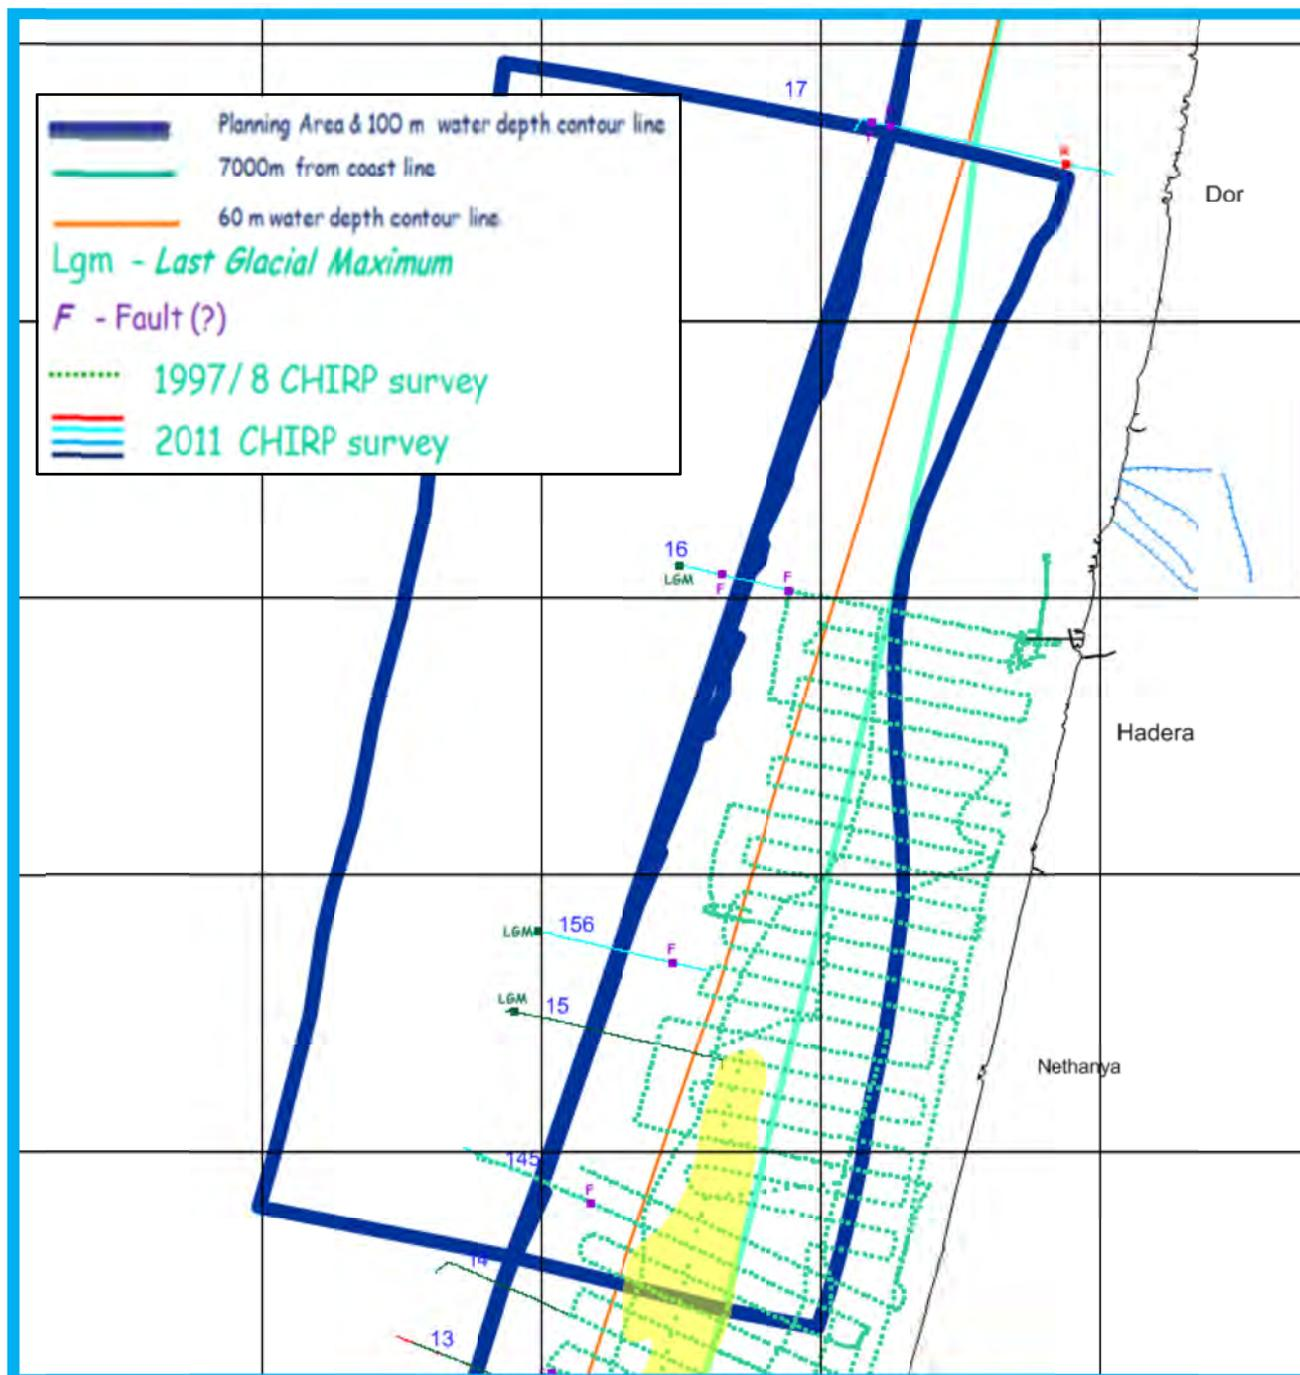 17
Planning Area & 100 m water depth contour line
7000m from coast line
60 m water depth contour line
Lgm - Last Glacial Maximum
F - Fault (?)
1997/8 CHIRP survey
2011 CHIRP survey
Dor
16
LGM
F
F
Hadera
LGM
156
F
LGM
15
Nethanya
145
F
14
13